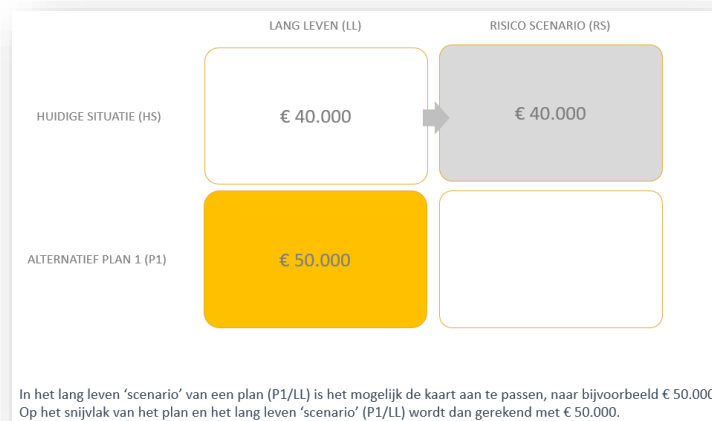 LANG LEVEN (LL)
RISICO SCENARIO (RS)
HUIDIGE SITUATIE (HS)
€ 40.000
€ 40.000
ALTERNATIEF PLAN 1 (P1)
€ 50.000
In het lang leven ‘scenario’ van een plan (P1/LL) is het mogelijk de kaart aan te passen, naar bijvoorbeeld € 50.000
Op het snijvlak van het plan en het lang leven ‘scenario’ (P1/LL) wordt dan gerekend met € 50.000.